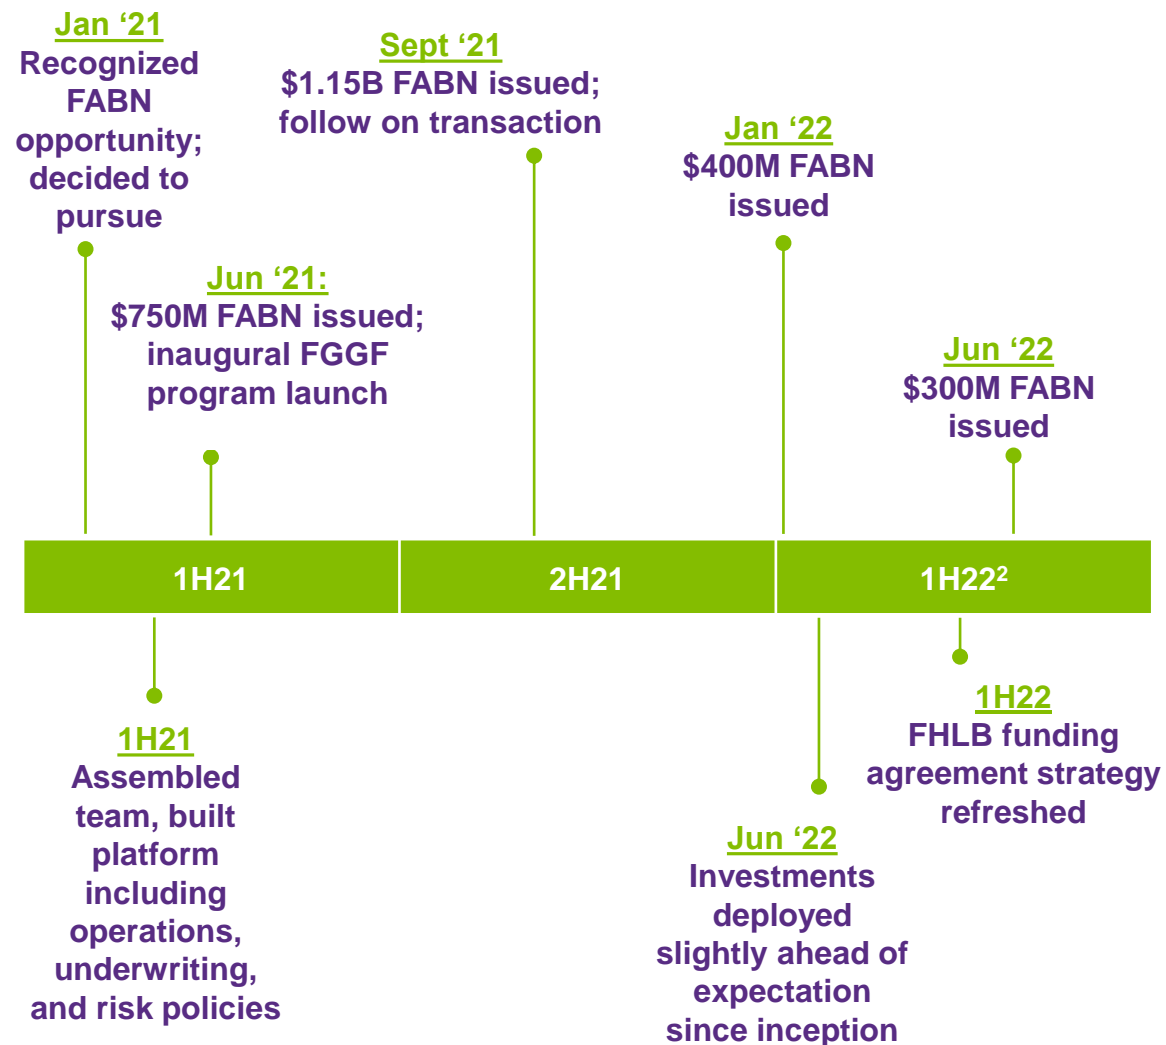 Jan ‘21
Recognized
FABN
opportunity;
decided to
pursue
Sept ‘21
$1.15B FABN issued;
follow on transaction
Jan ‘22
$400M FABN
issued
Jun ‘21:
$750M FABN issued;
inaugural FGGF
program launch
Jun ‘22
$300M FABN
issued
1H21
2H21
1H22²
1H21
Assembled
team, built
platform
including
operations,
underwriting,
and risk policies
Jun ‘22
Investments
deployed
slightly ahead of
expectation
since inception
1H22
FHLB funding
agreement strategy
refreshed